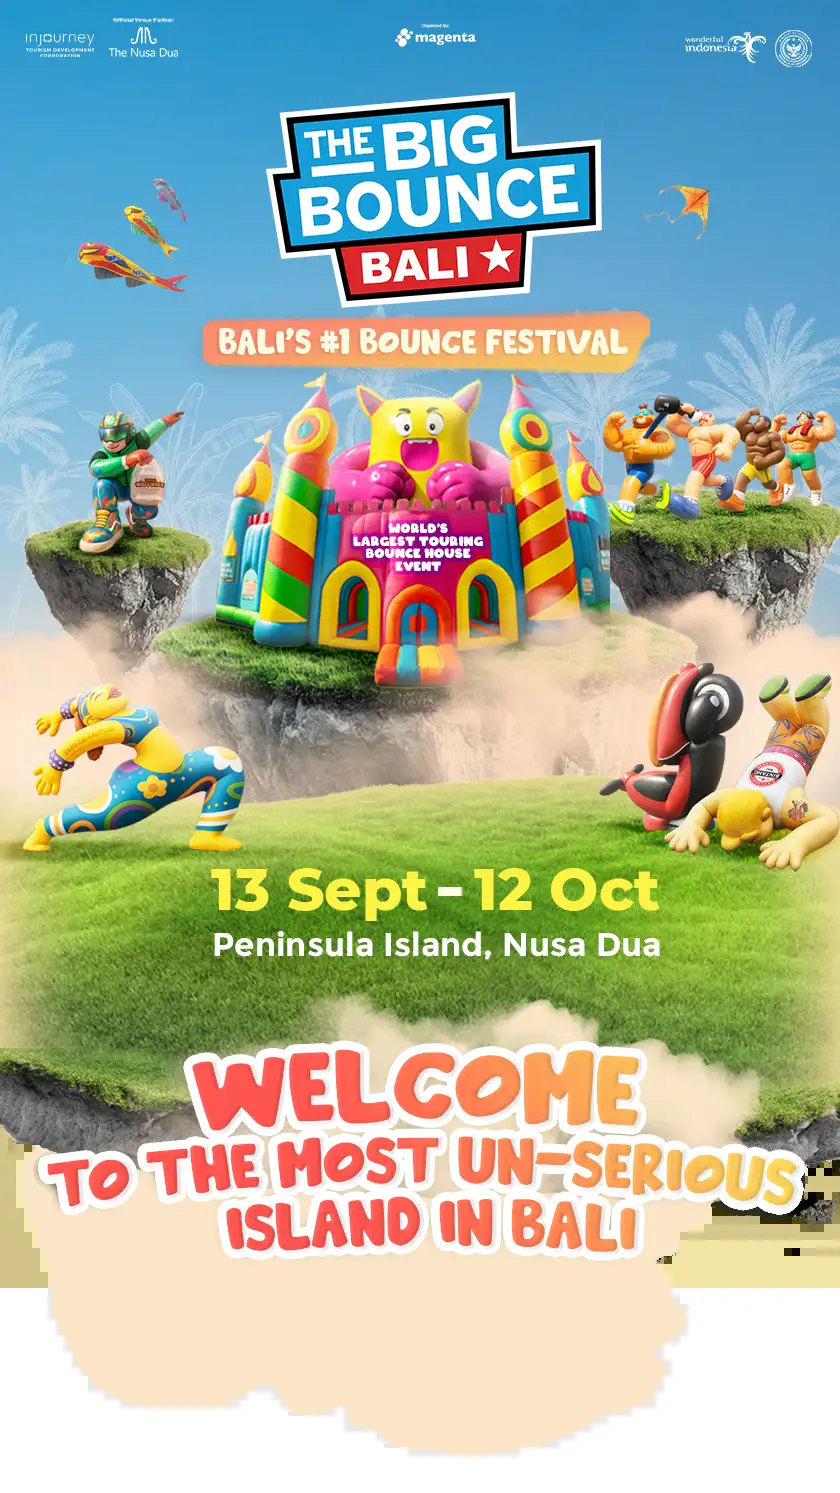 injourney
TOURISM DEVELOPMENT
CORPORATION
Official Venue Partner:
The Nusa Dua
Organized by:
magenta
wonderful
indonesia
THE BIG
BOUNCE
BALI
BALI'S #1 BOUNCE FESTIVAL
WORLD'S
LARGEST TOURING
BOUNCE HOUSE
EVENT
13 Sept - 12 Oct
Peninsula Island, Nusa Dua
WELCOME
TO THE MOST UN-SERIOUS
ISLAND IN BALI